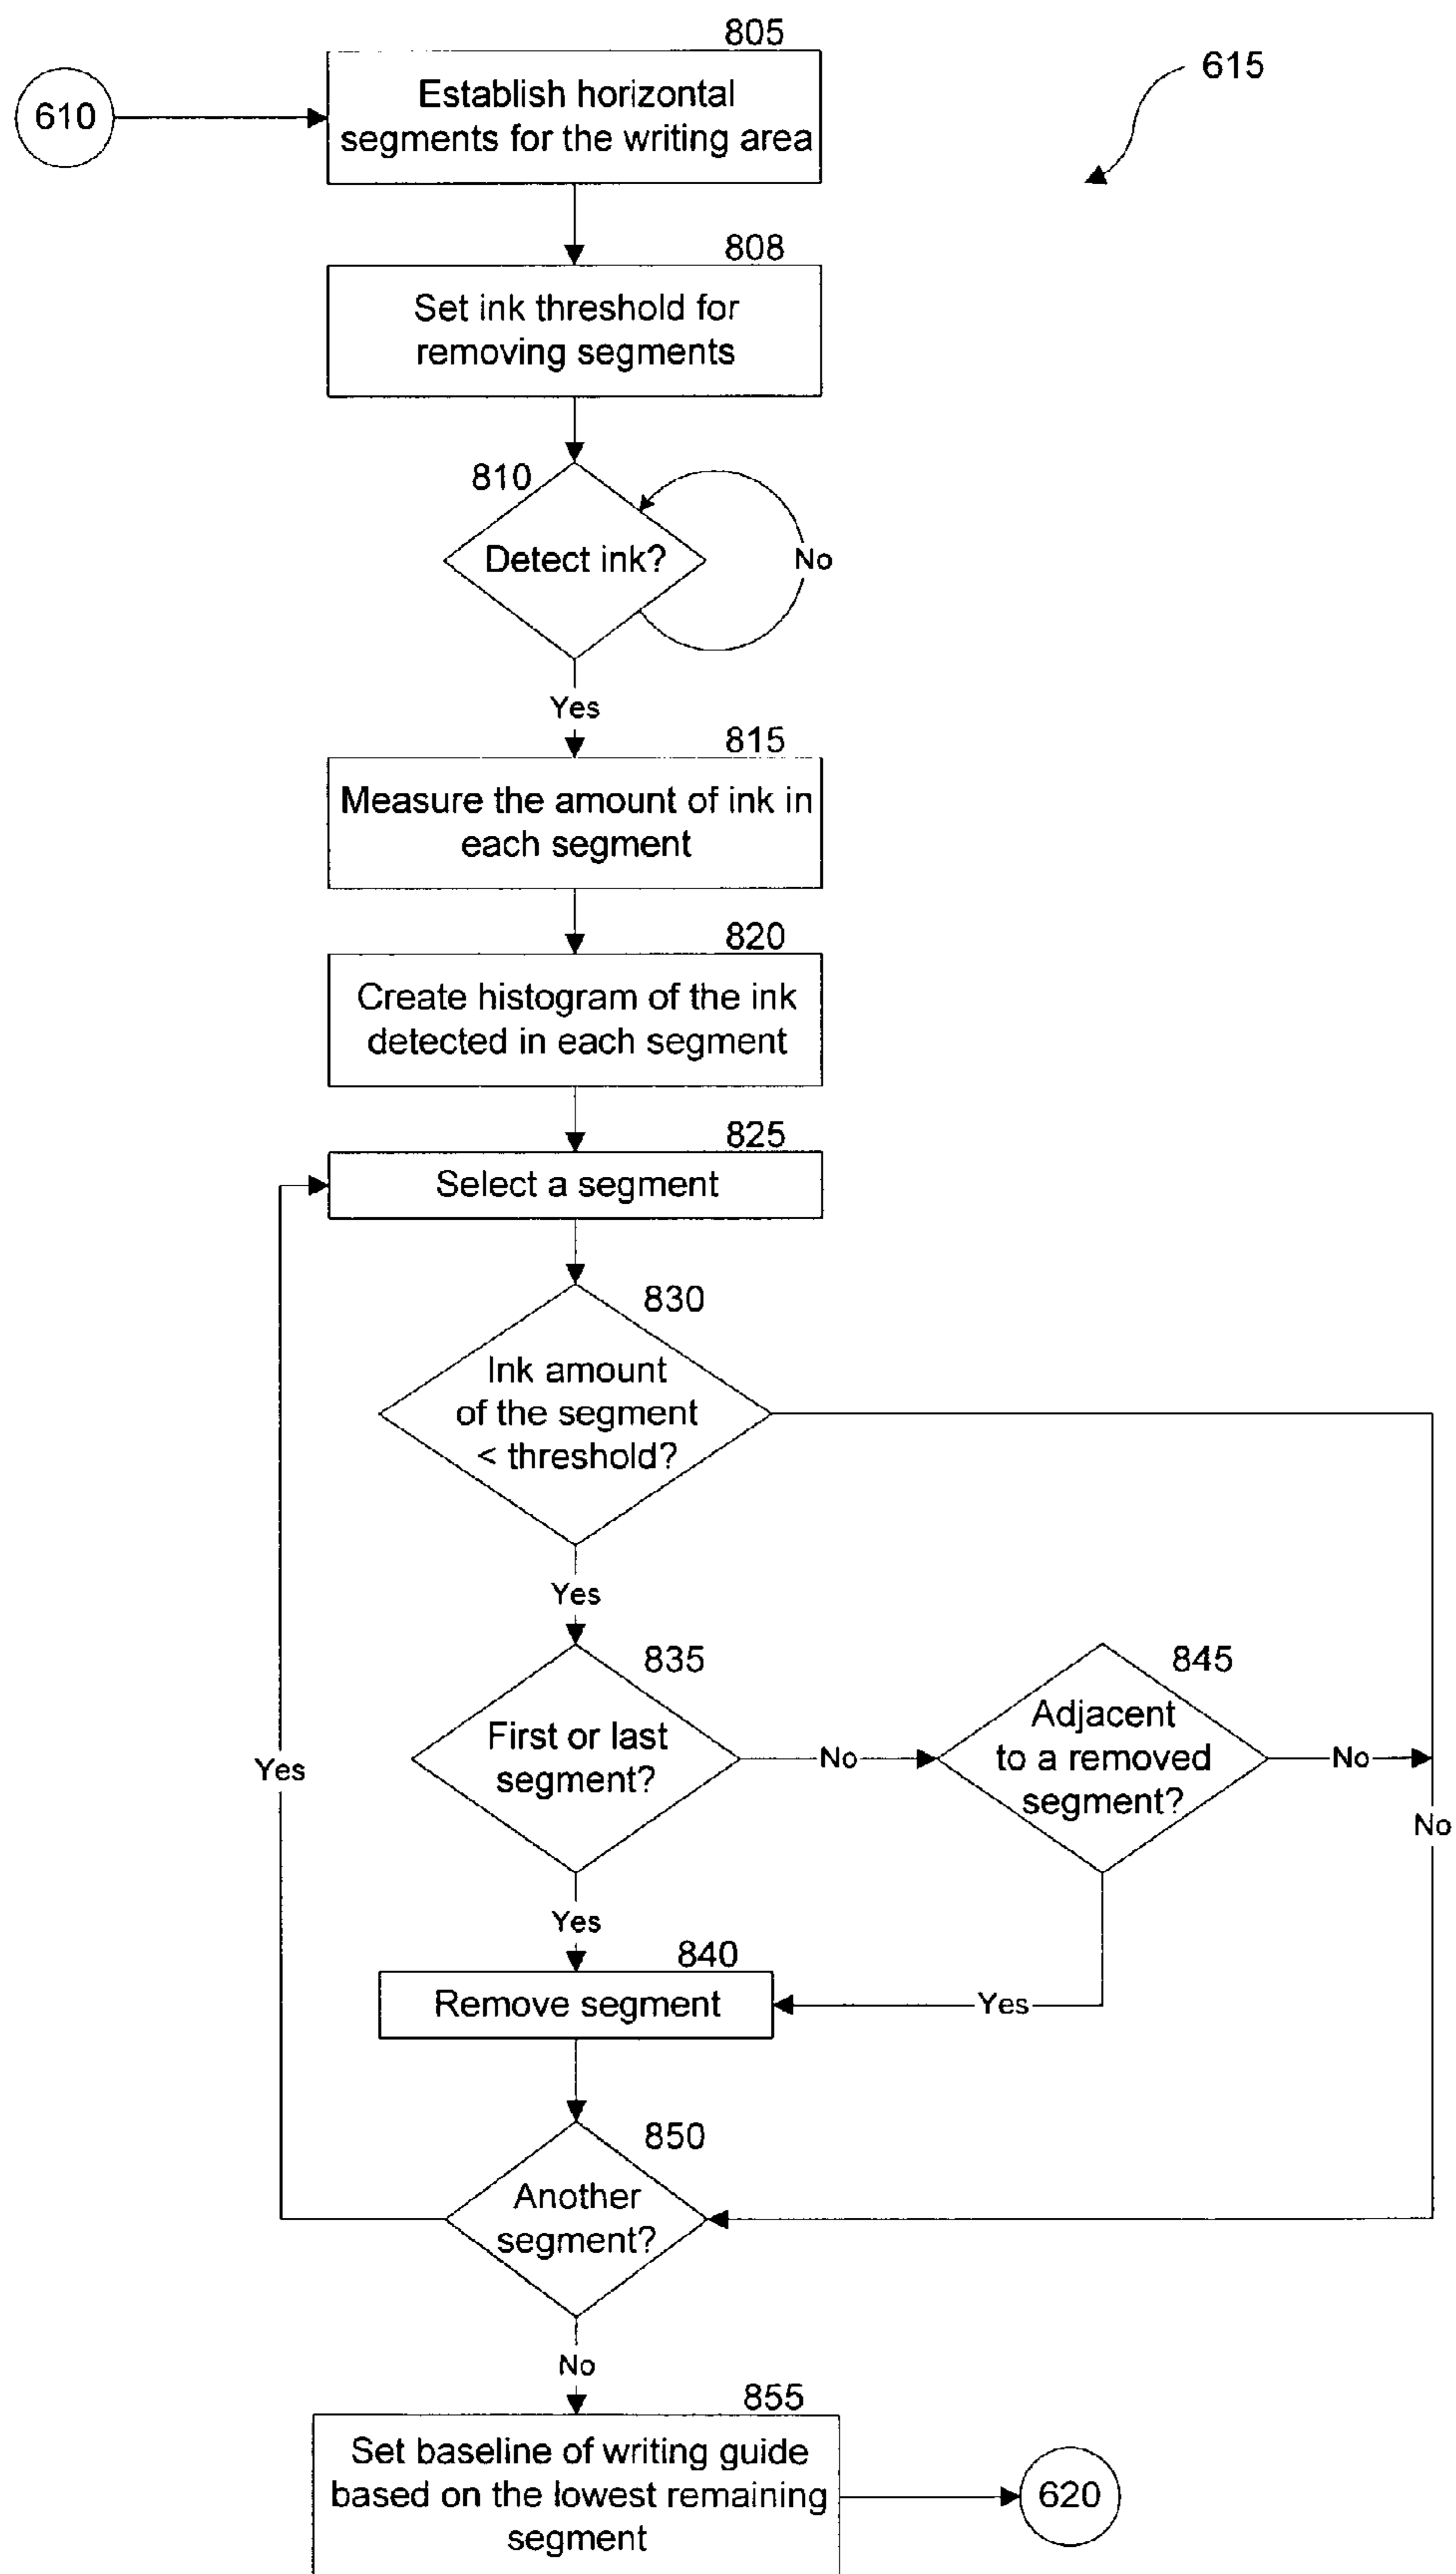 805
615
610
Establish horizontal
segments for the writing area
808
Set ink threshold for
removing segments
810
Detect ink?
No
Yes
815
Measure the amount of ink in
each segment
820
Create histogram of the ink
detected in each segment
825
Select a segment
830
Ink amount
of the segment
< threshold?
Yes
835
845
First or last
segment?
No
Adjacent
to a removed
segment?
No
Yes
No
Yes
840
Remove segment
Yes
850
Another
segment?
No
855
Set baseline of writing guide
based on the lowest remaining
segment
620